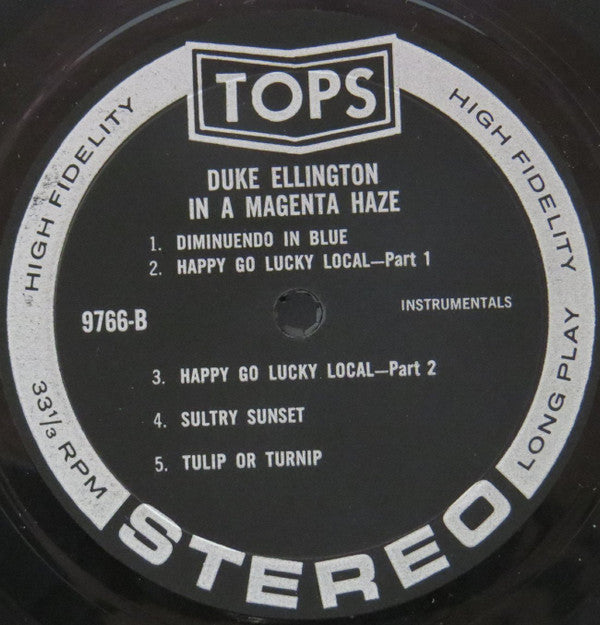 TOPS
HIGH FIDELITY
HIGH FIDELITY
DUKE ELLINGTON
IN A MAGENTA HAZE
1. DIMINUENDO IN BLUE
2. HAPPY GO LUCKY LOCAL—Part 1
INSTRUMENTALS
9766-B
3. HAPPY GO LUCKY LOCAL—Part 2
4. SULTRY SUNSET
5. TULIP OR TURNIP
33 1/3 RPM
LONG PLAY
STEREO